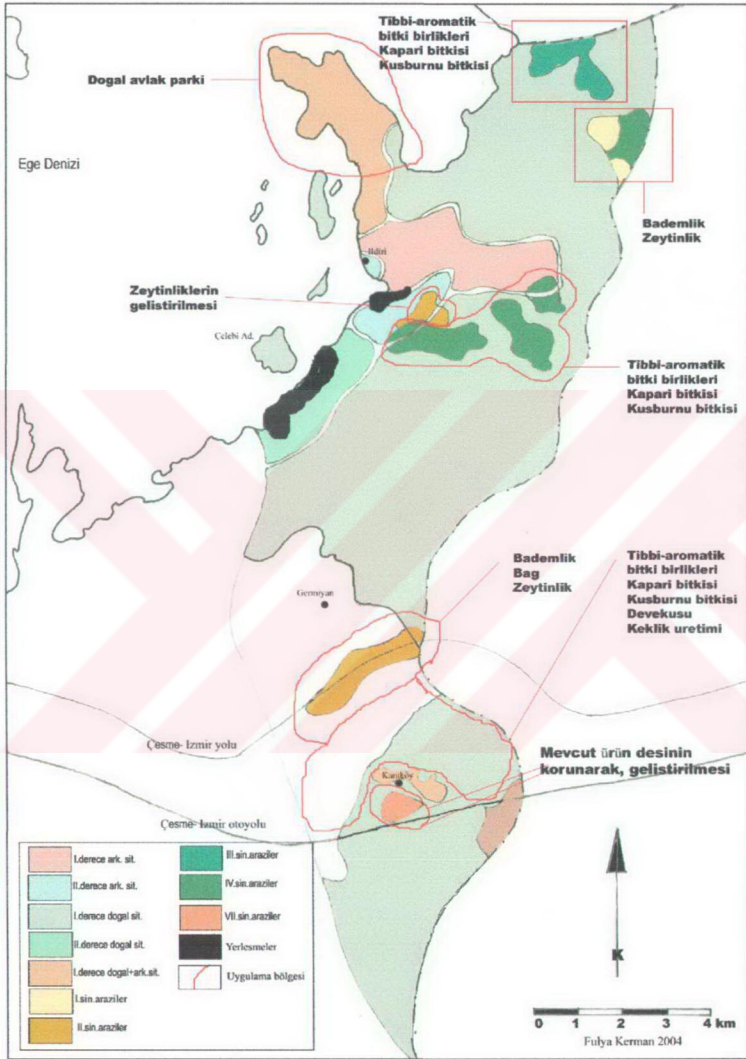 Tibbi-aromatik
bitki birlikleri
Kapari bitkisi
Kusburnu bitkisi
Dogal avlak parki
Ege Denizi
Bademlik
Zeytinlik
Ildiri
Zeytinliklerin
gelistirilmesi
Çelebi Ad.
Tibbi-aromatik
bitki birlikleri
Kapari bitkisi
Kusburnu bitkisi
Bademlik
Bag
Zeytinlik
Tibbi-aromatik
bitki birlikleri
Kapari bitkisi
Kusburnu bitkisi
Devekusu
Keklik uretimi
Germiyan
Çesme- Izmir yolu
Mevcut ürün desinin
korunarak, gelistirilmesi
Karaköy
Çesme- Izmir otoyolu
I.derece ark. sit.
II.derece ark. sit.
I.derece dogal sit.
II.derece dogal sit.
I.derece dogal+ark.sit.
I.sin.araziler
II.sin.araziler
III.sin.araziler
IV.sin.araziler
VII.sin.araziler
Yerlesmeler
Uygulama bölgesi
K
0 1 2 3 4 km
Fulya Kerman 2004